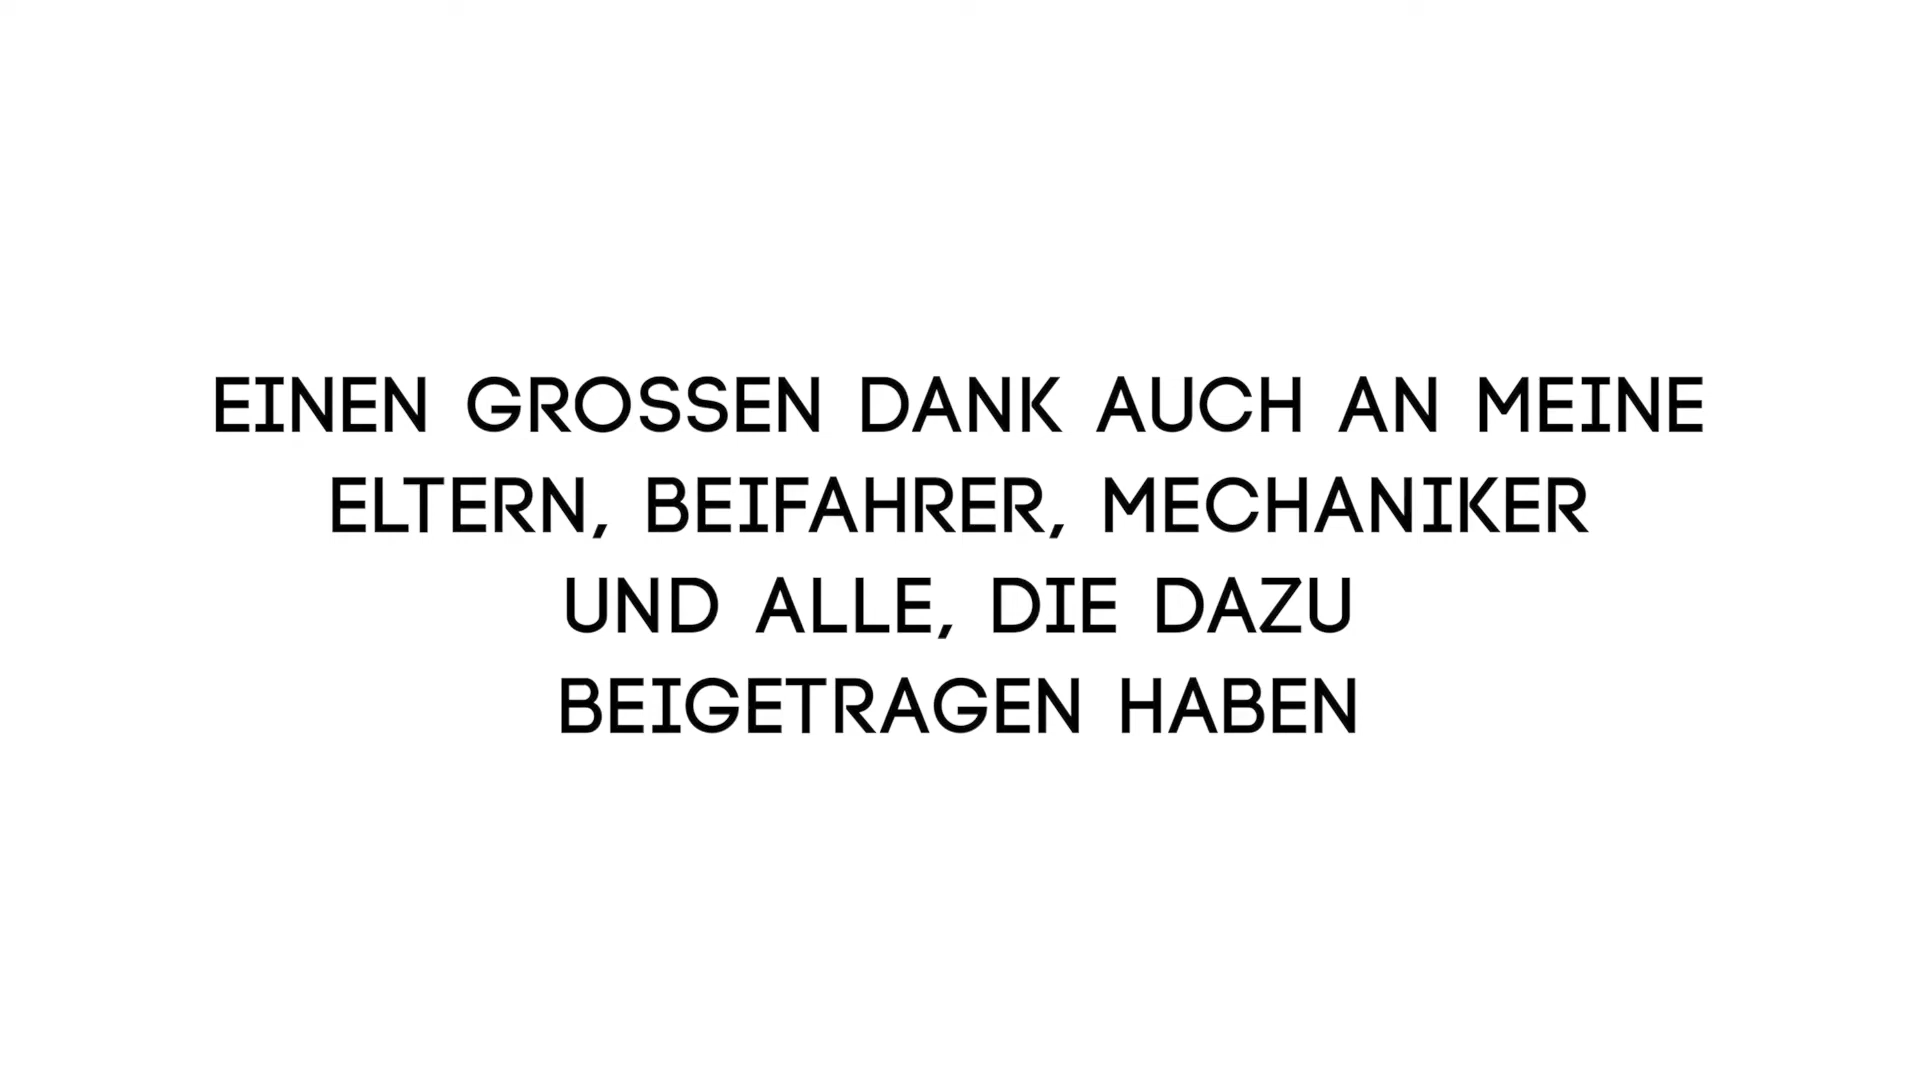 EINEN GROSSEN DANK AUCH AN MEINE
ELTERN, BEIFAHRER, MECHANIKER
UND ALLE, DIE DAZU
BEIGETRAGEN HABEN